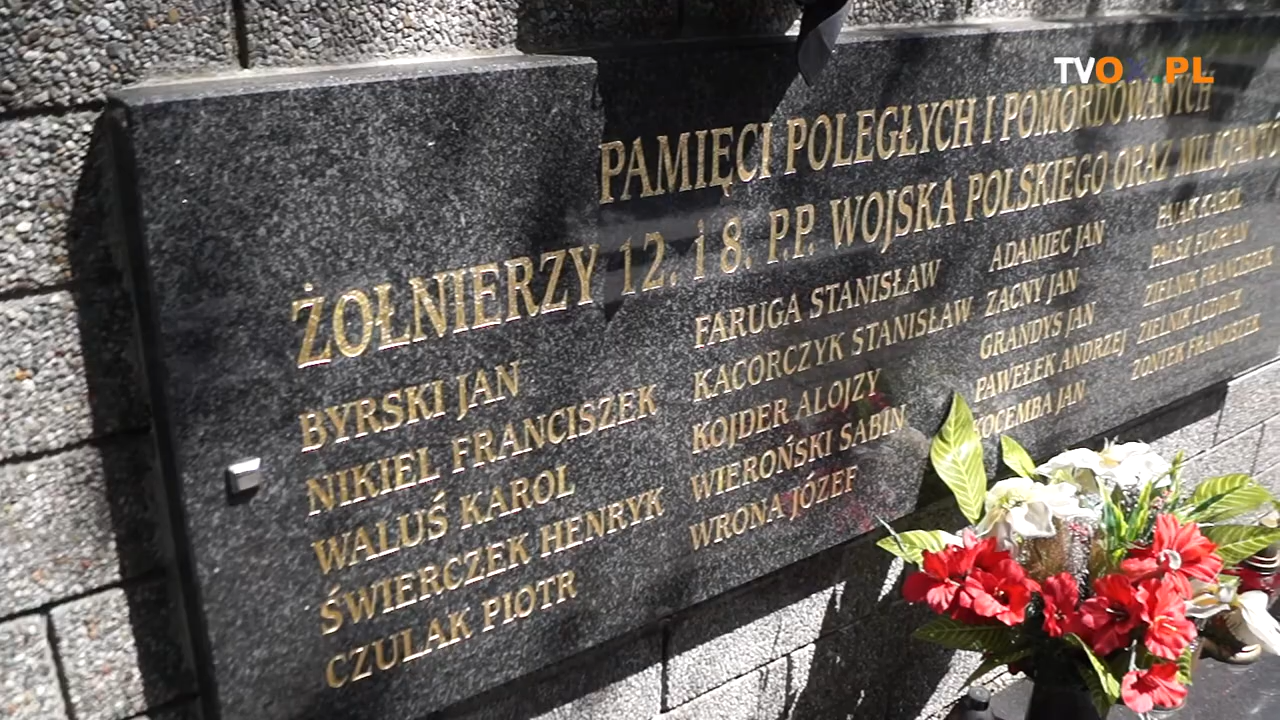 TVO .PL
PAMIĘCI POLEGŁYCH I POMORDOWANYCH
ŻOŁNIERZY 12. i 8. P.P. WOJSKA POLSKIEGO ORAZ MILICJANTÓ
BYRSKI JAN
NIKIEL FRANCISZEK
WALUŚ KAROL
ŚWIERCZEK HENRYK
CZULAK PIOTR
FARUGA STANISŁAW
KACORCZYK STANISŁAW
KOJDER ALOJZY
WIEROŃSKI SABIN
WRONA JÓZEF
ADAMIEC JAN
ZACNY JAN
GRANDYS JAN
PAWEŁEK ANDRZEJ
KOCEMBA JAN
PAJĄK KAROL
FLORIAN
ZIELNIK FRANCISZEK
ZIELNIK LUDWIK
ZONTEK FRANCISZEK